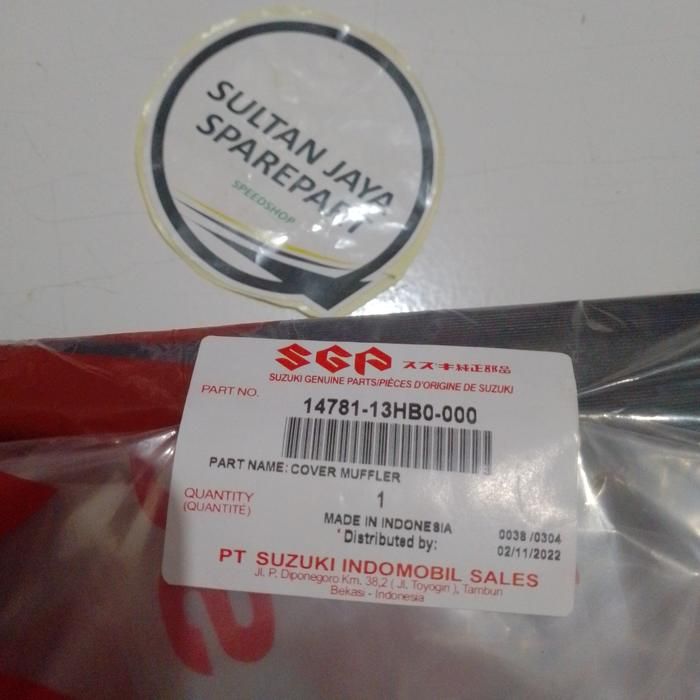 SULTAN JAYA
SPAREPART
SPEEDSHOP
SGP スズキ純正部品
SUZUKI GENUINE PARTS/PIÈCES D'ORIGINE DE SUZUKI
PART NO.
14781-13HB0-000
PART NAME: COVER MUFFLER
QUANTITY
(QUANTITÉ)
1
MADE IN INDONESIA
0038 /0304
*Distributed by:
02/11/2022
PT SUZUKI INDOMOBIL SALES
Jl. P. Diponegoro Km. 38,2 ( Jl. Toyogiri ), Tambun
Bekasi - Indonesia